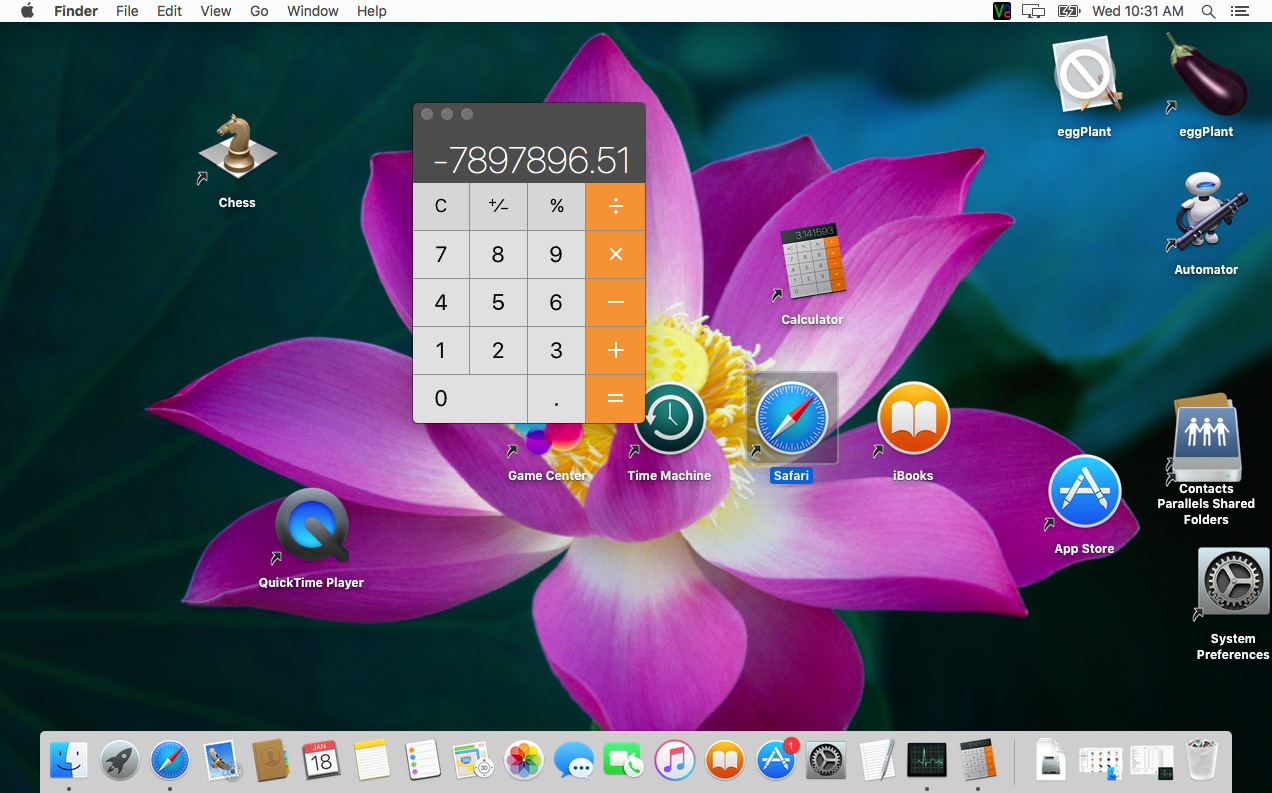 Finder File Edit View Go Window Help Wed 10:31 AM
eggPlant
eggPlant
Chess
-7897896.51
C +/− % ÷
7 8 9 ×
4 5 6 −
1 2 3 +
0 . =
3.141593
Calculator
Automator
Game Center
Time Machine
Safari
iBooks
Contacts
Parallels Shared
Folders
App Store
QuickTime Player
System
Preferences
JAN
18
1